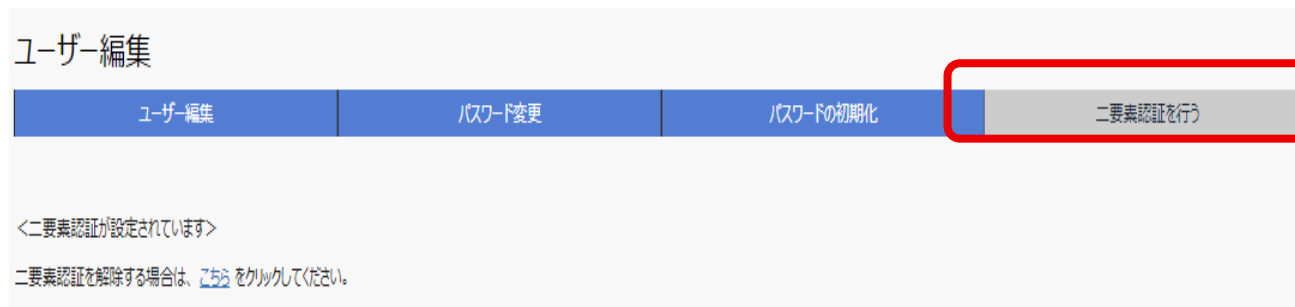 ユーザー編集
ユーザー編集 パスワード変更 パスワードの初期化 二要素認証を行う
<二要素認証が設定されています>
二要素認証を解除する場合は、こちら をクリックしてください。